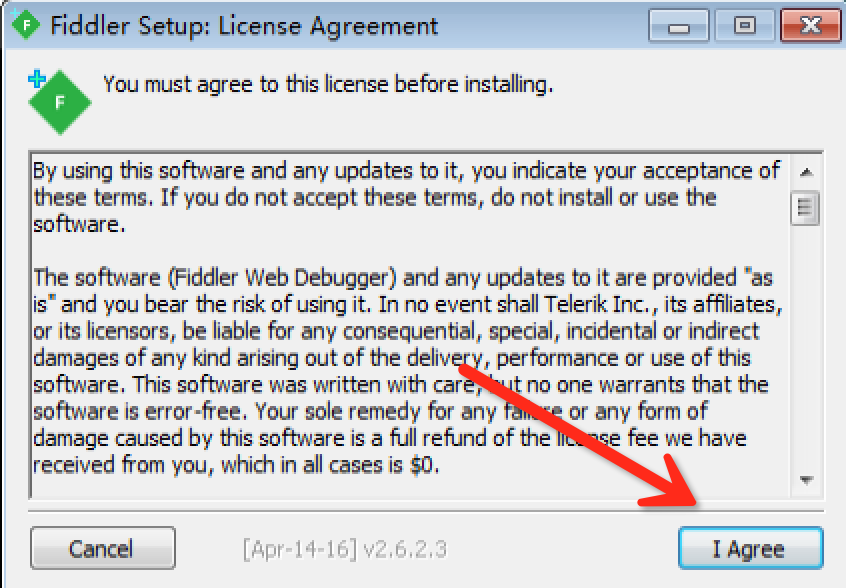 Fiddler Setup: License Agreement
F
You must agree to this license before installing.
By using this software and any updates to it, you indicate your acceptance of
these terms. If you do not accept these terms, do not install or use the
software.
The software (Fiddler Web Debugger) and any updates to it are provided "as
is" and you bear the risk of using it. In no event shall Telerik Inc., its affiliates,
or its licensors, be liable for any consequential, special, incidental or indirect
damages of any kind arising out of the delivery, performance or use of this
software. This software was written with care, but no one warrants that the
software is error-free. Your sole remedy for any failure or any form of
damage caused by this software is a full refund of the license fee we have
received from you, which in all cases is $0.
Cancel
[Apr-14-16] v2.6.2.3
I Agree